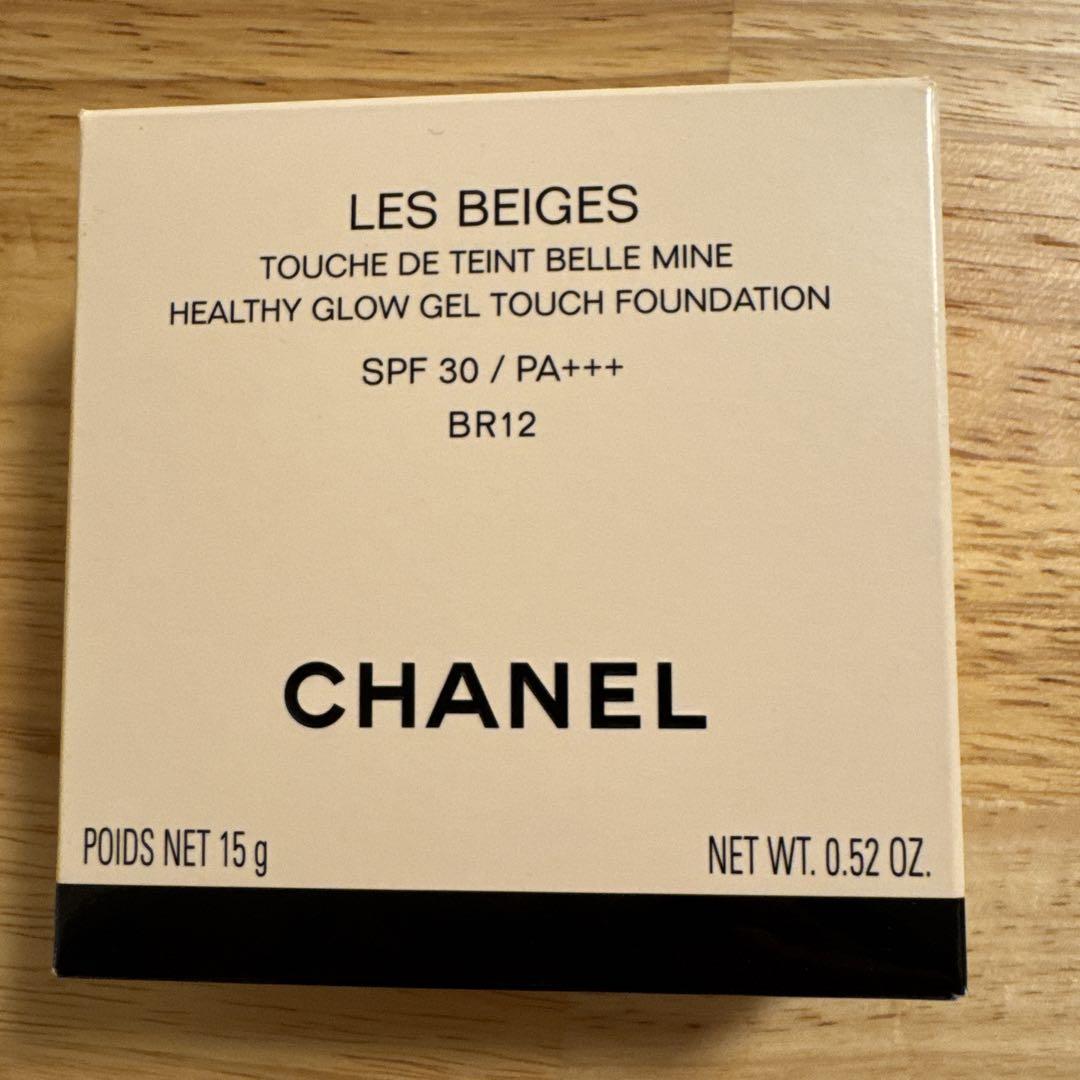 LES BEIGES
TOUCHE DE TEINT BELLE MINE
HEALTHY GLOW GEL TOUCH FOUNDATION
SPF 30 / PA+++
BR12
CHANEL
POIDS NET 15 g
NET WT. 0.52 OZ.